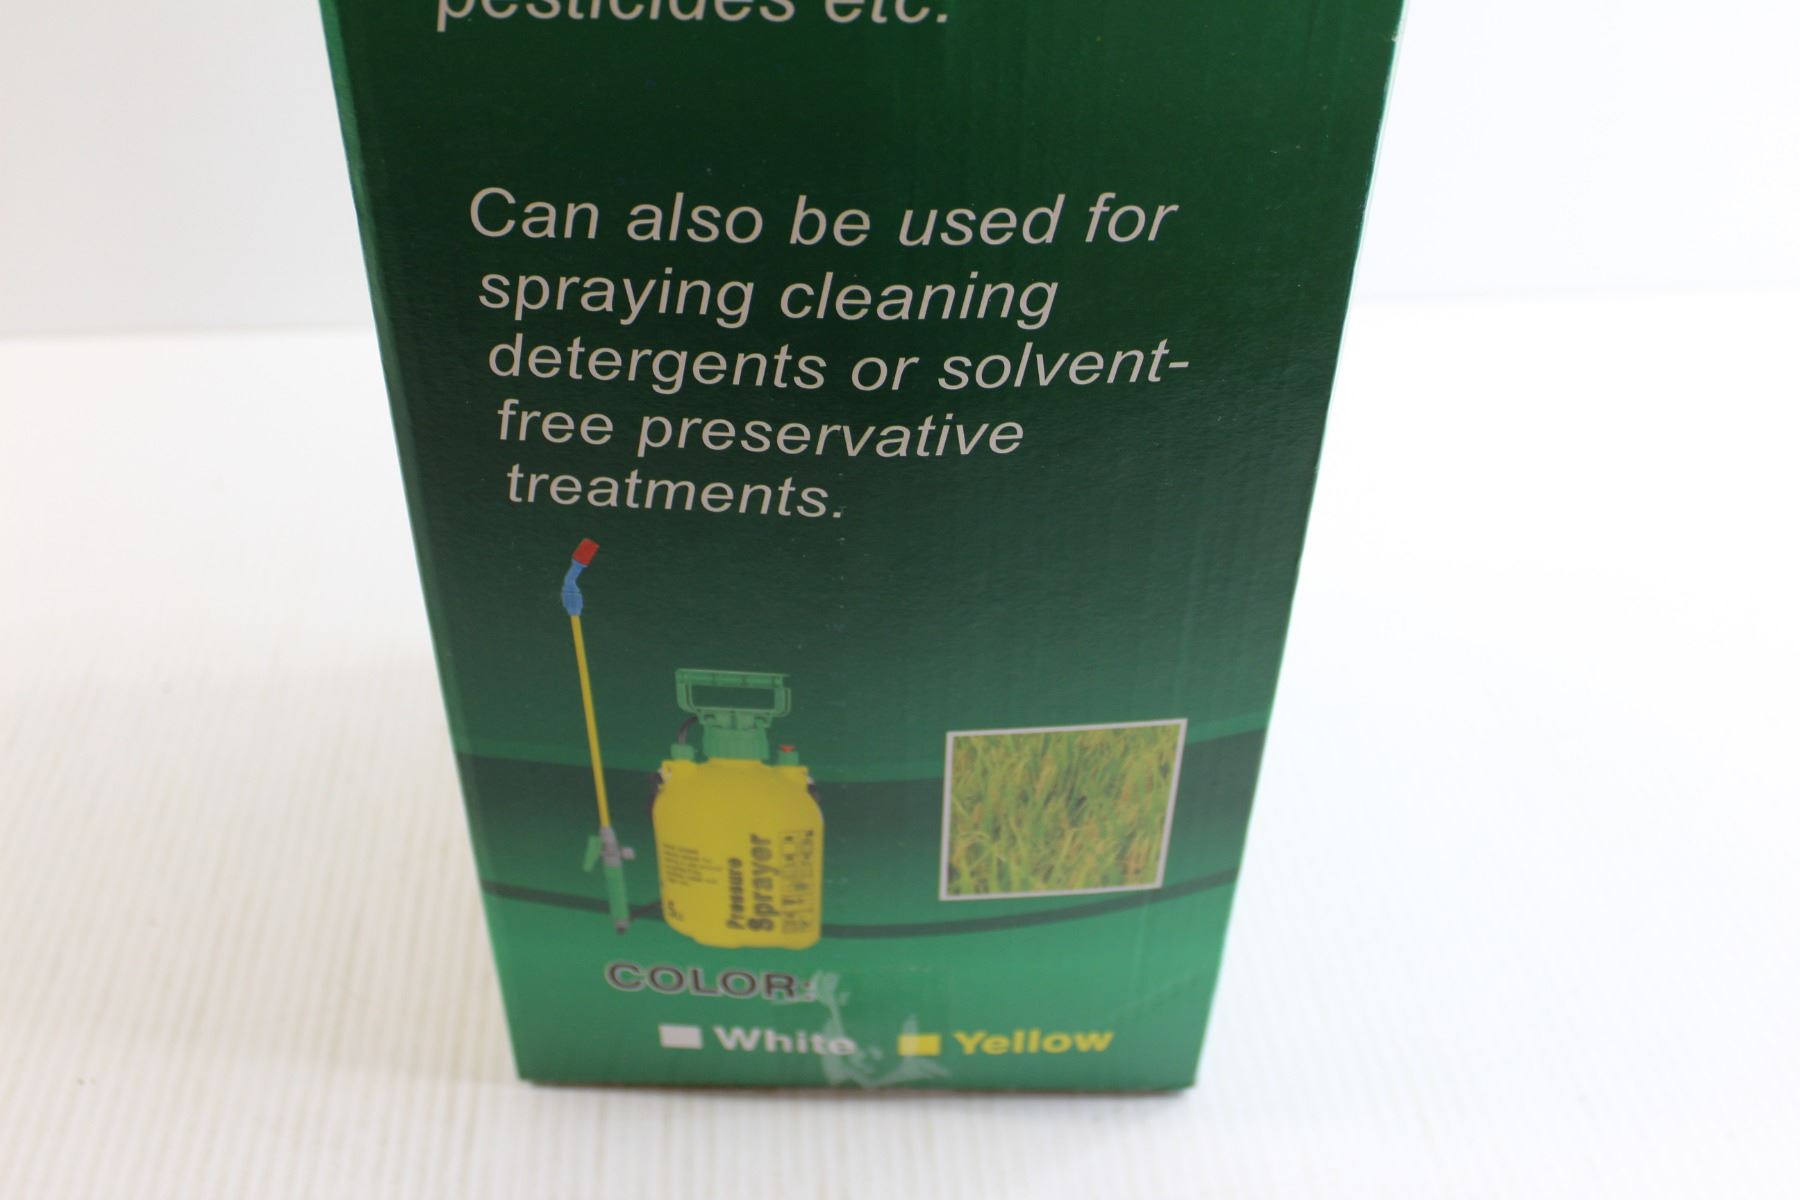 pesticides etc.
Can also be used for
spraying cleaning
detergents or solvent-
free preservative
treatments.
Pressure
Sprayer
COLOR:
White Yellow